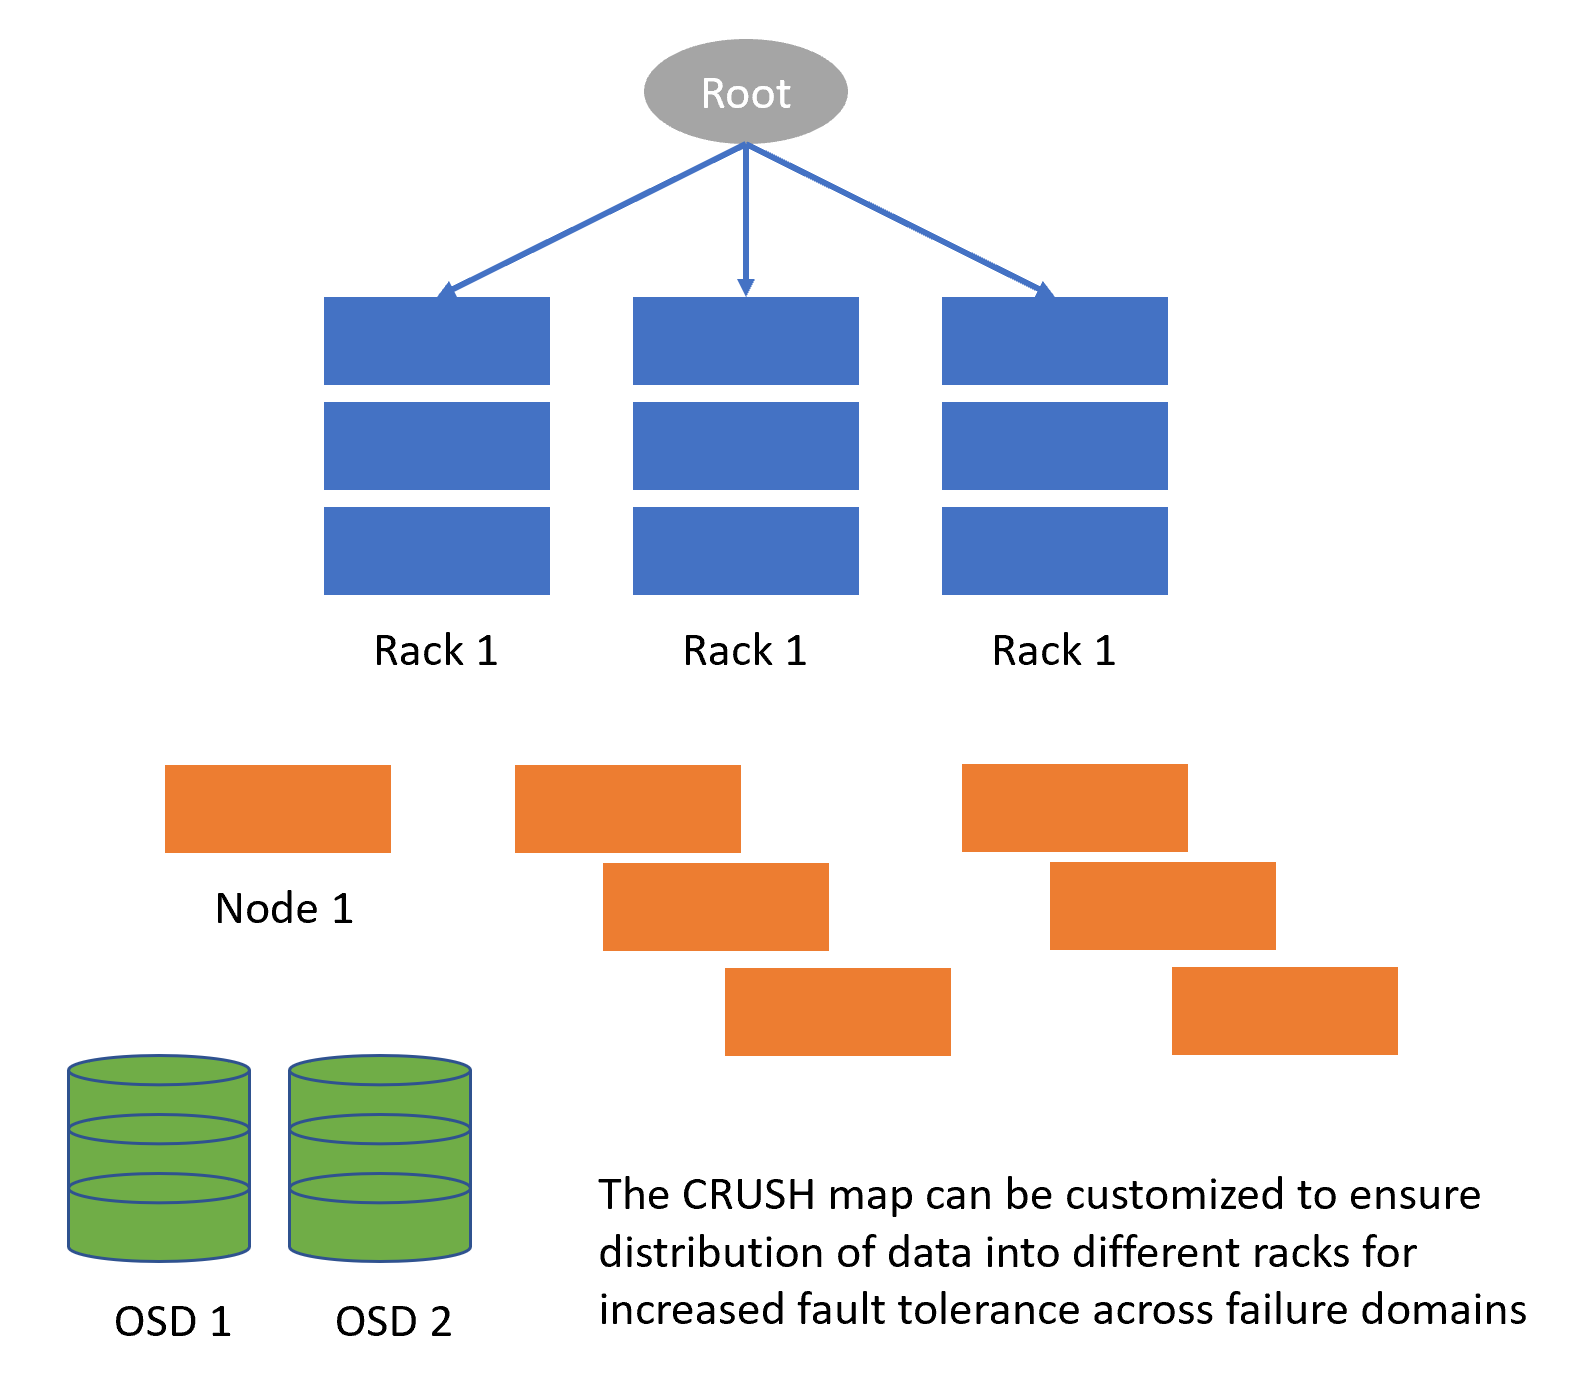 Root
Rack 1
Rack 1
Rack 1
Node 1
OSD 1
OSD 2
The CRUSH map can be customized to ensure
distribution of data into different racks for
increased fault tolerance across failure domains